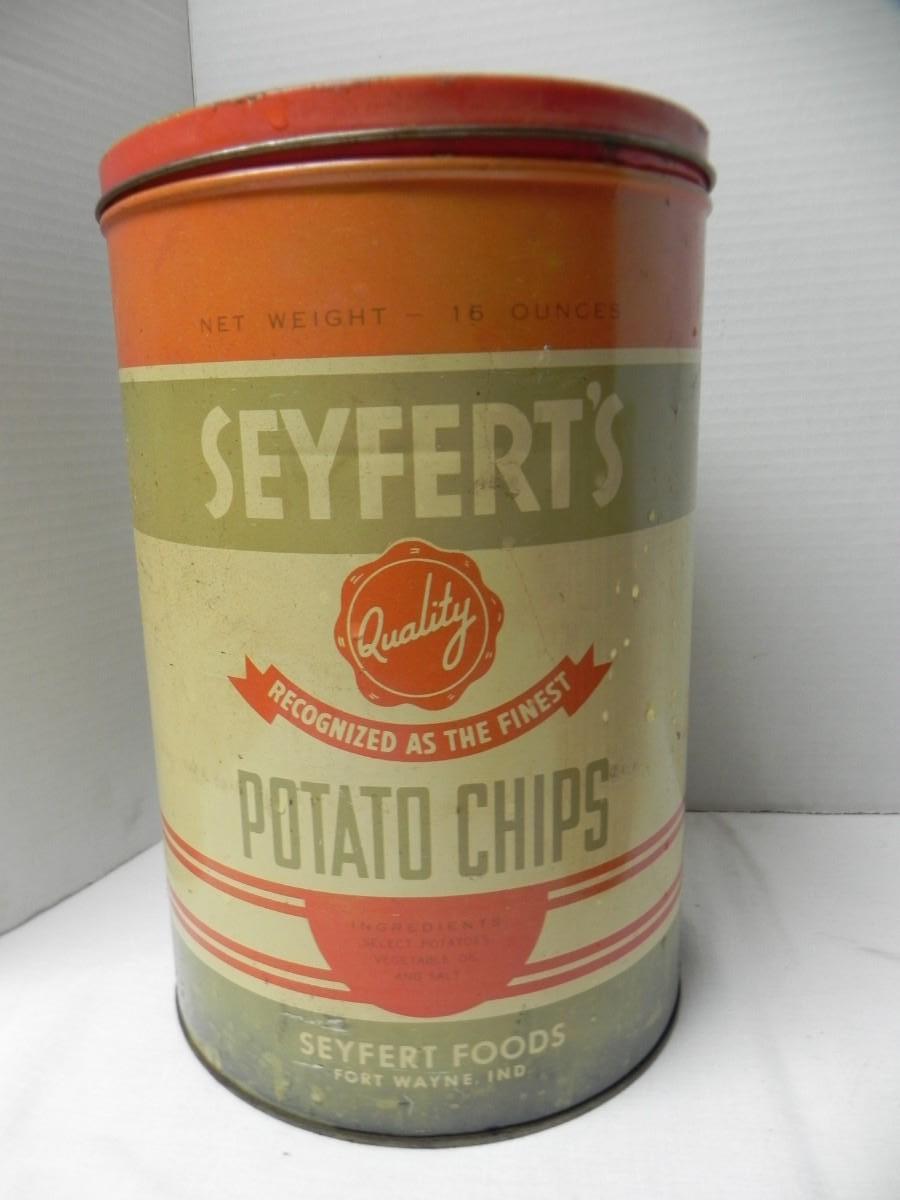 NET WEIGHT - 16 OUNCES
SEYFERT'S
Quality
RECOGNIZED AS THE FINEST
POTATO CHIPS
INGREDIENTS
SELECT POTATOES
VEGETABLE OIL
AND SALT
SEYFERT FOODS
FORT WAYNE, IND